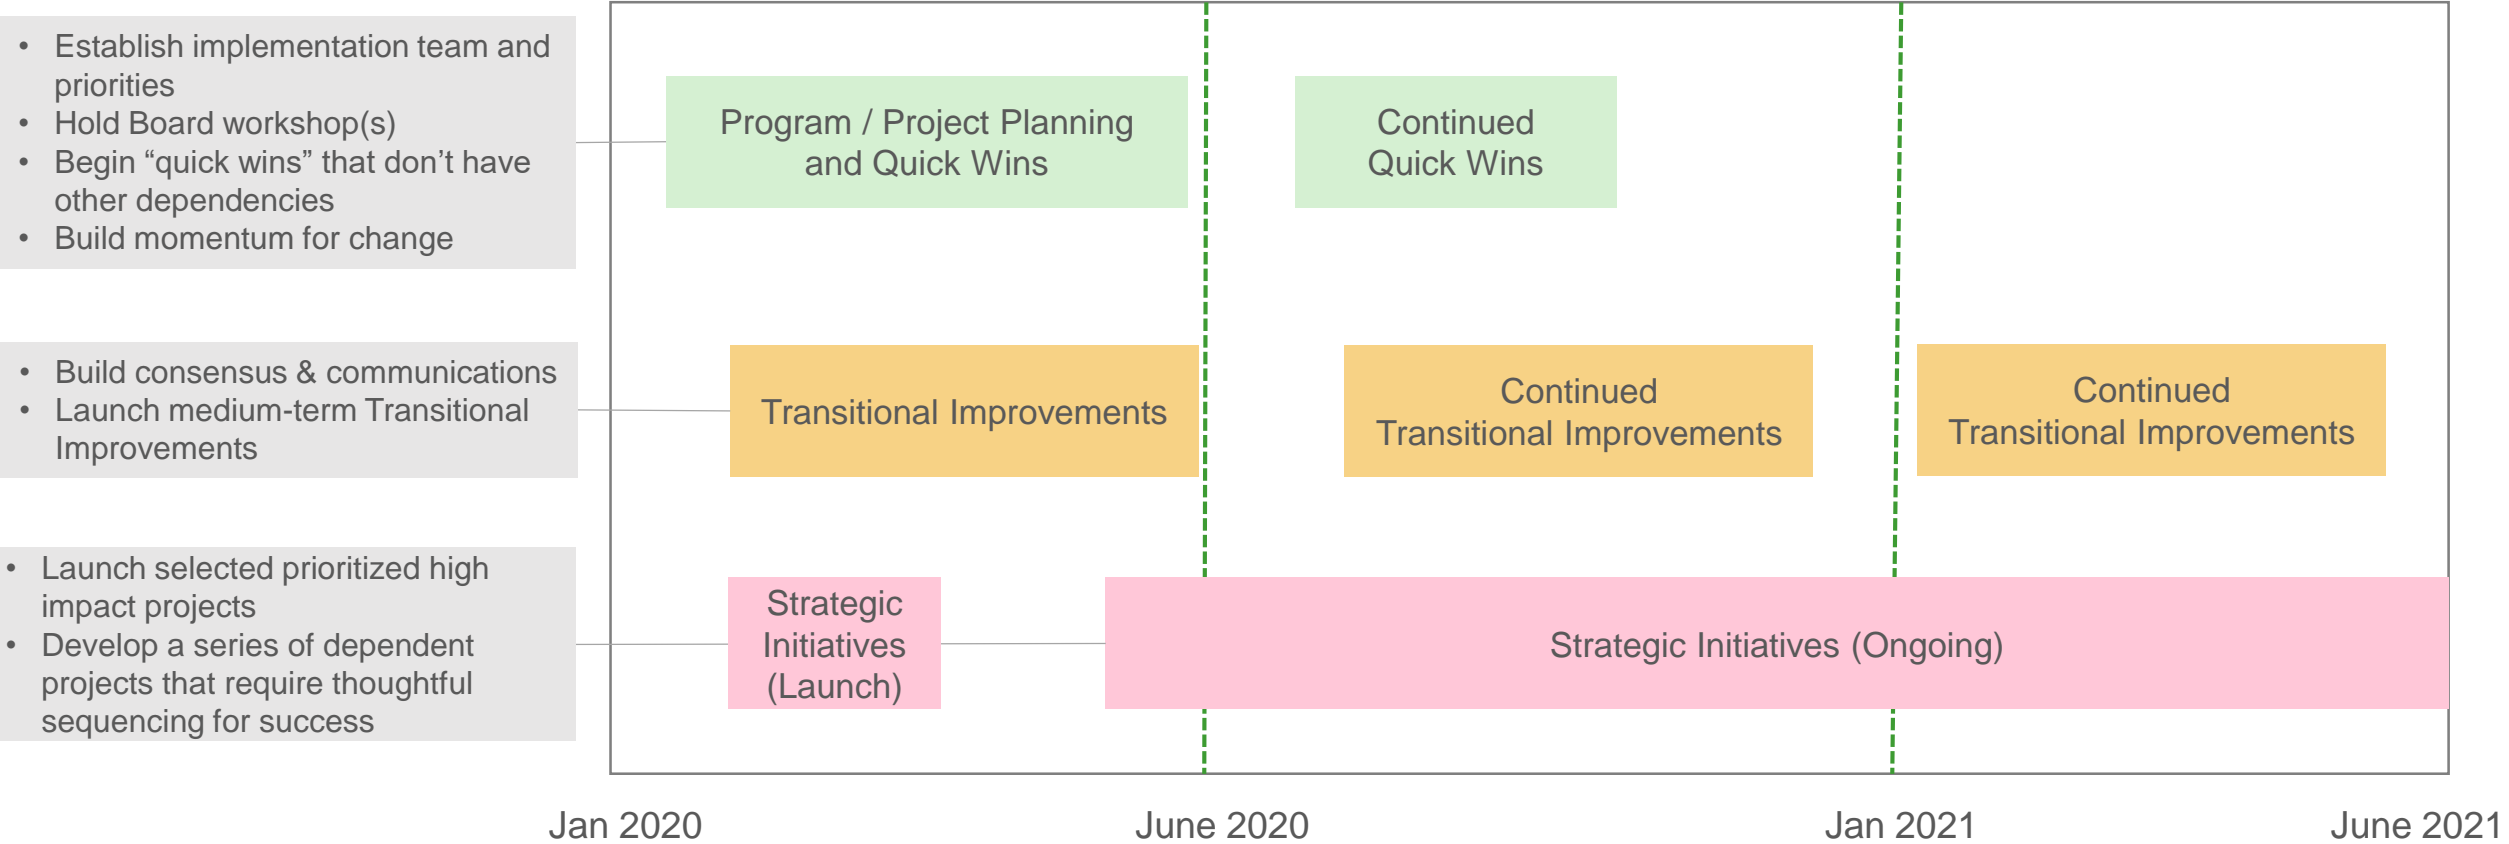 • Establish implementation team and
priorities
• Hold Board workshop(s)
• Begin “quick wins” that don’t have
other dependencies
• Build momentum for change
Program / Project Planning
and Quick Wins
Continued
Quick Wins
• Build consensus & communications
• Launch medium-term Transitional
Improvements
Transitional Improvements
Continued
Transitional Improvements
Continued
Transitional Improvements
• Launch selected prioritized high
impact projects
• Develop a series of dependent
projects that require thoughtful
sequencing for success
Strategic
Initiatives
(Launch)
Strategic Initiatives (Ongoing)
Jan 2020
June 2020
Jan 2021
June 2021